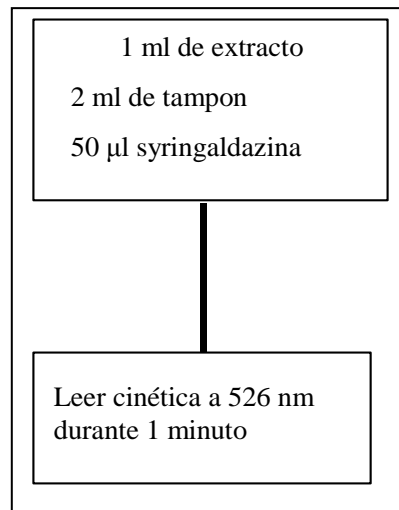 1 ml de extracto
2 ml de tampon
50 µl syringaldazina
Leer cinética a 526 nm
durante 1 minuto